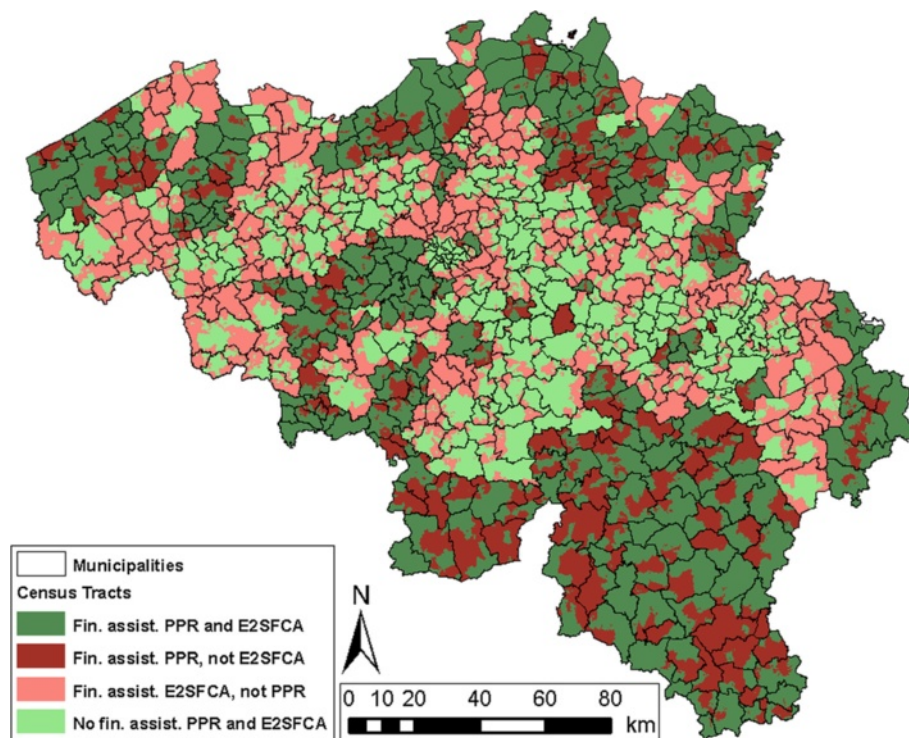 Municipalities
Census Tracts
Fin. assist. PPR and E2SFCA
Fin. assist. PPR, not E2SFCA
Fin. assist. E2SFCA, not PPR
No fin. assist. PPR and E2SFCA
N
0 10 20 40 60 80
km